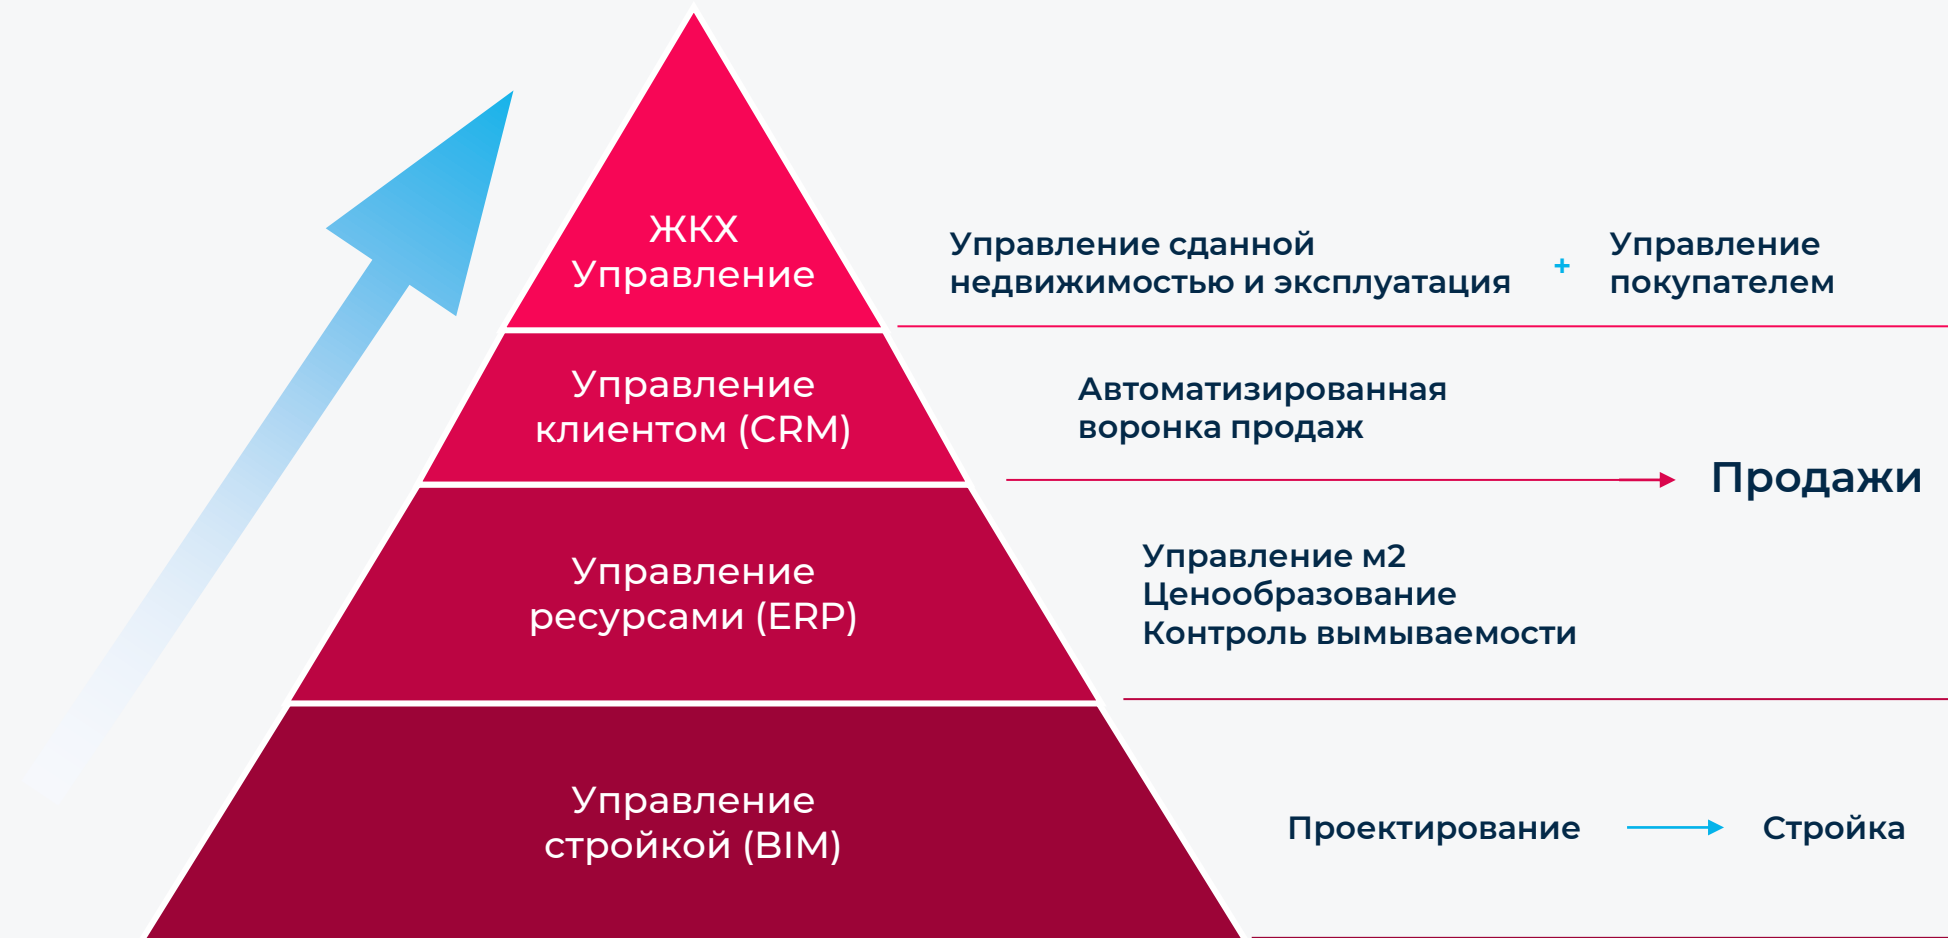 ЖКХ
Управление
Управление сданной
недвижимостью и эксплуатация
+
Управление
покупателем
Управление
клиентом (CRM)
Автоматизированная
воронка продаж
Продажи
Управление
ресурсами (ERP)
Управление м2
Ценообразование
Контроль вымываемости
Управление
стройкой (BIM)
Проектирование
Стройка